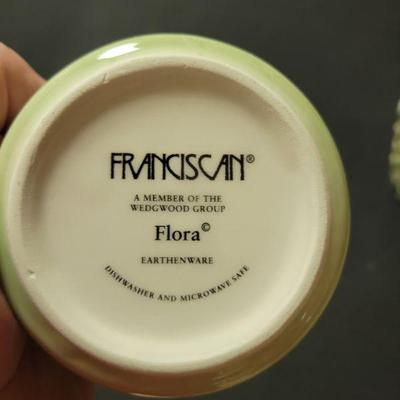 FRANCISCAN®
A MEMBER OF THE
WEDGWOOD GROUP
Flora©
EARTHENWARE
DISHWASHER AND MICROWAVE SAFE